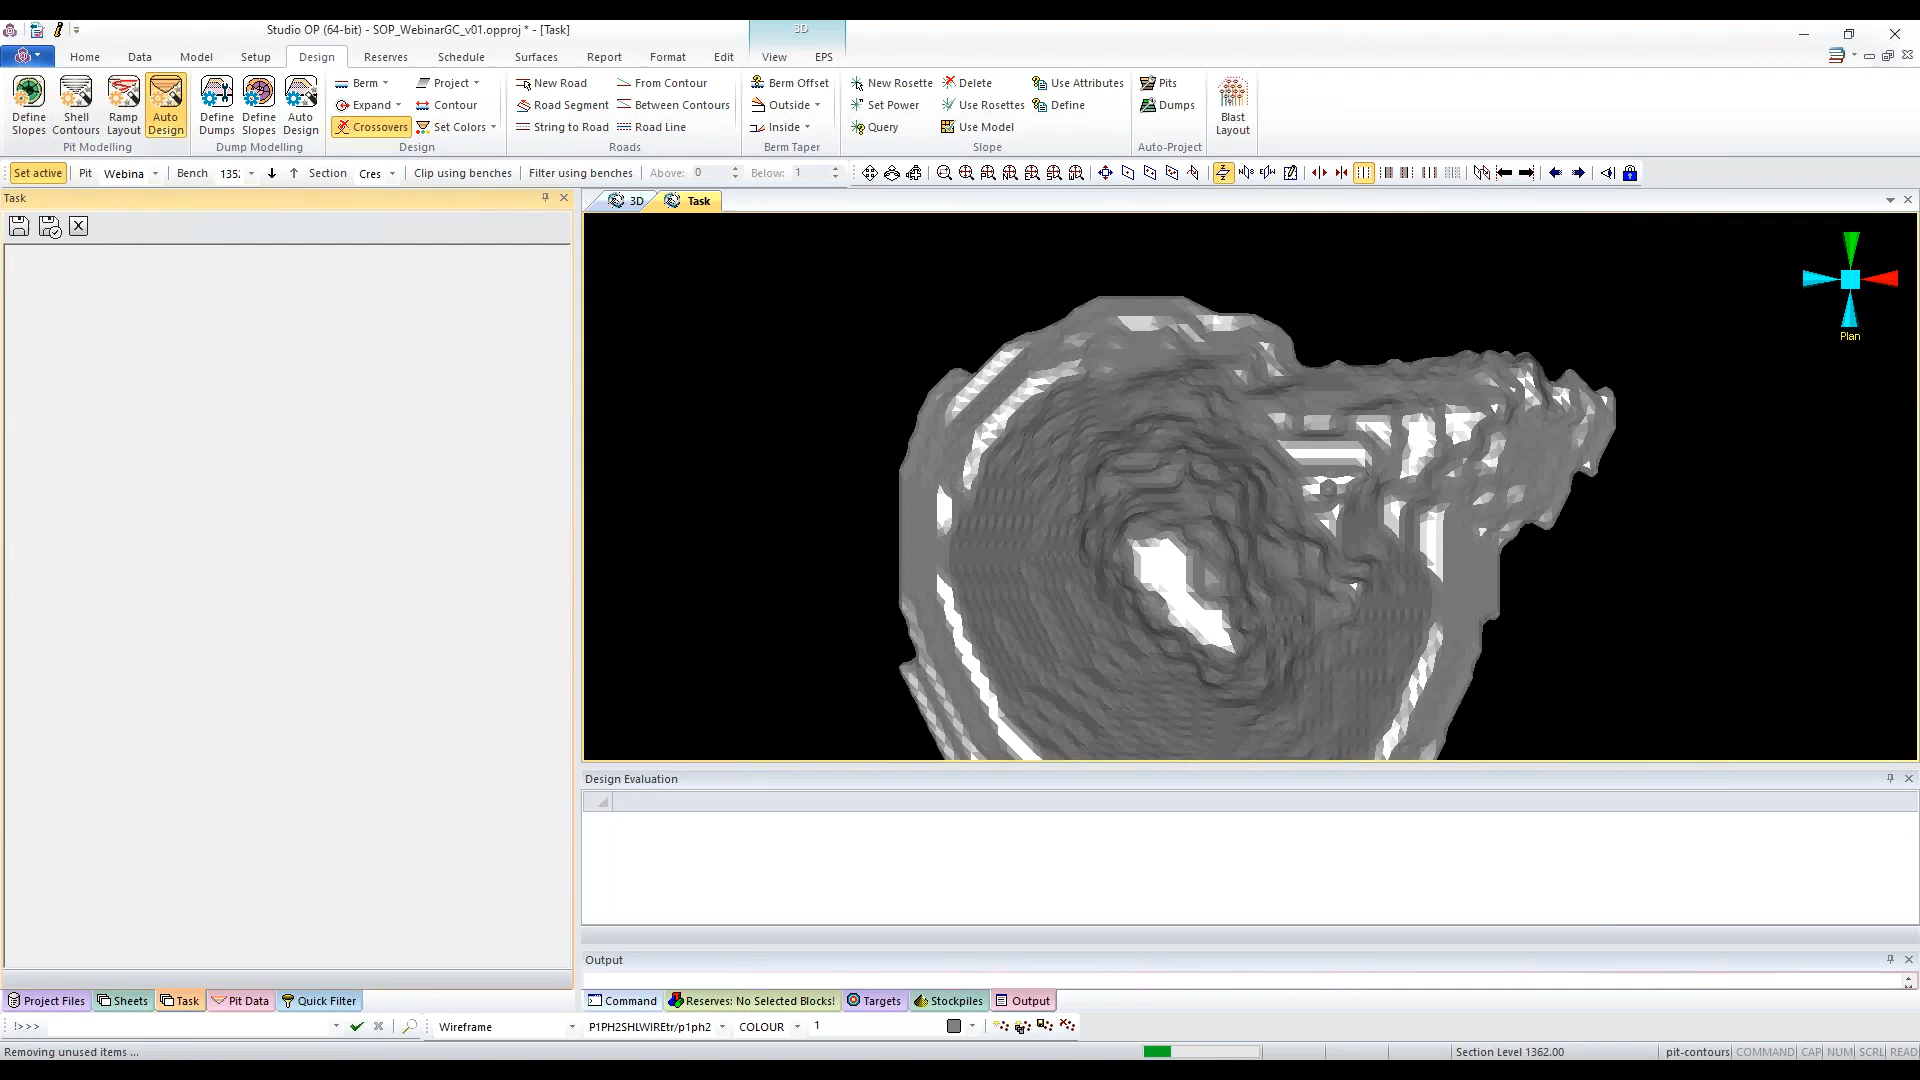 Studio OP (64-bit) - SOP_WebinarGC_v01.opproj * - [Task]
3D
Home Data Model Setup Design Reserves Schedule Surfaces Report Format Edit View EPS
Define Slopes
Shell Contours
Ramp Layout
Auto Design
Pit Modelling
Define Dumps
Define Slopes
Auto Design
Dump Modelling
Berm
Expand
Crossovers
Project
Contour
Set Colors
Design
New Road
Road Segment
String to Road
From Contour
Between Contours
Road Line
Roads
Berm Offset
Outside
Inside
Berm Taper
New Rosette
Set Power
Query
Delete
Use Rosettes
Use Model
Use Attributes
Define
Slope
Pits
Dumps
Auto-Project
Blast Layout
Set active Pit Webina Bench 135 Section Cres Clip using benches Filter using benches Above: 0 Below: 1
Task
3D Task
Plan
Design Evaluation
Output
Project Files Sheets Task Pit Data Quick Filter
Command Reserves: No Selected Blocks! Targets Stockpiles Output
!>>> Wireframe P1PH2SHLWIREtr/p1ph2 COLOUR 1
Removing unused items ... Section Level 1362.00 pit-contours COMMAND CAP NUM SCRL READ